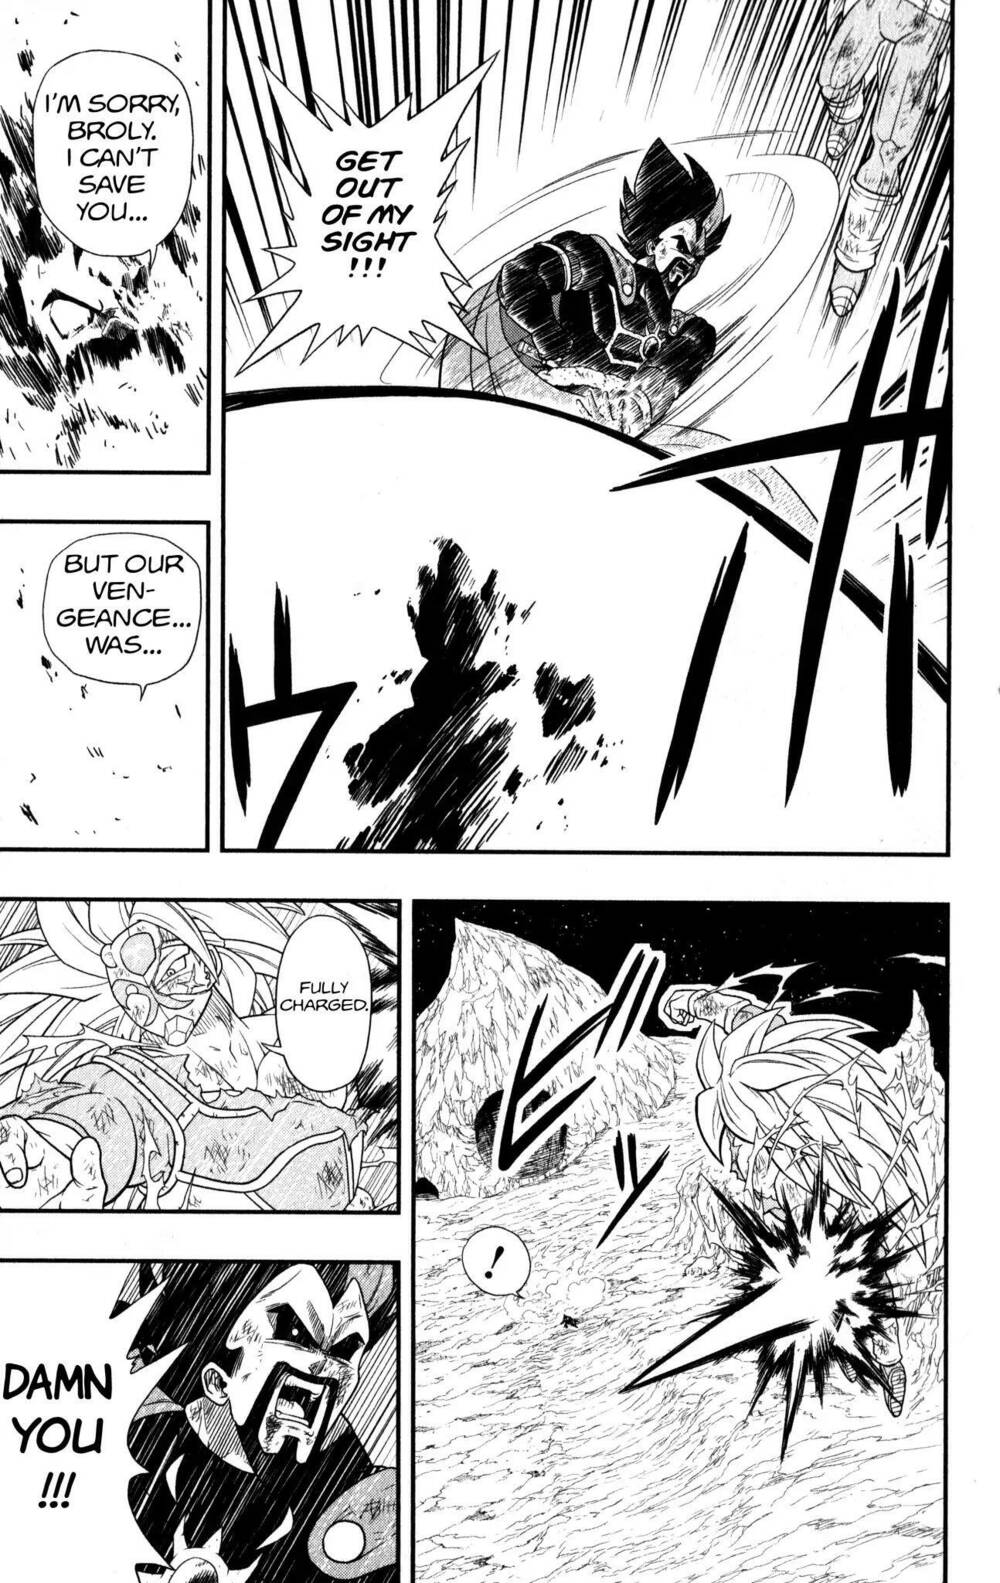 GET
OUT
OF MY
SIGHT
!!!
I'M SORRY,
BROLY.
I CAN'T
SAVE
YOU...
BUT OUR
VEN-
GEANCE...
WAS...
!
FULLY
CHARGED.
DAMN
YOU
!!!